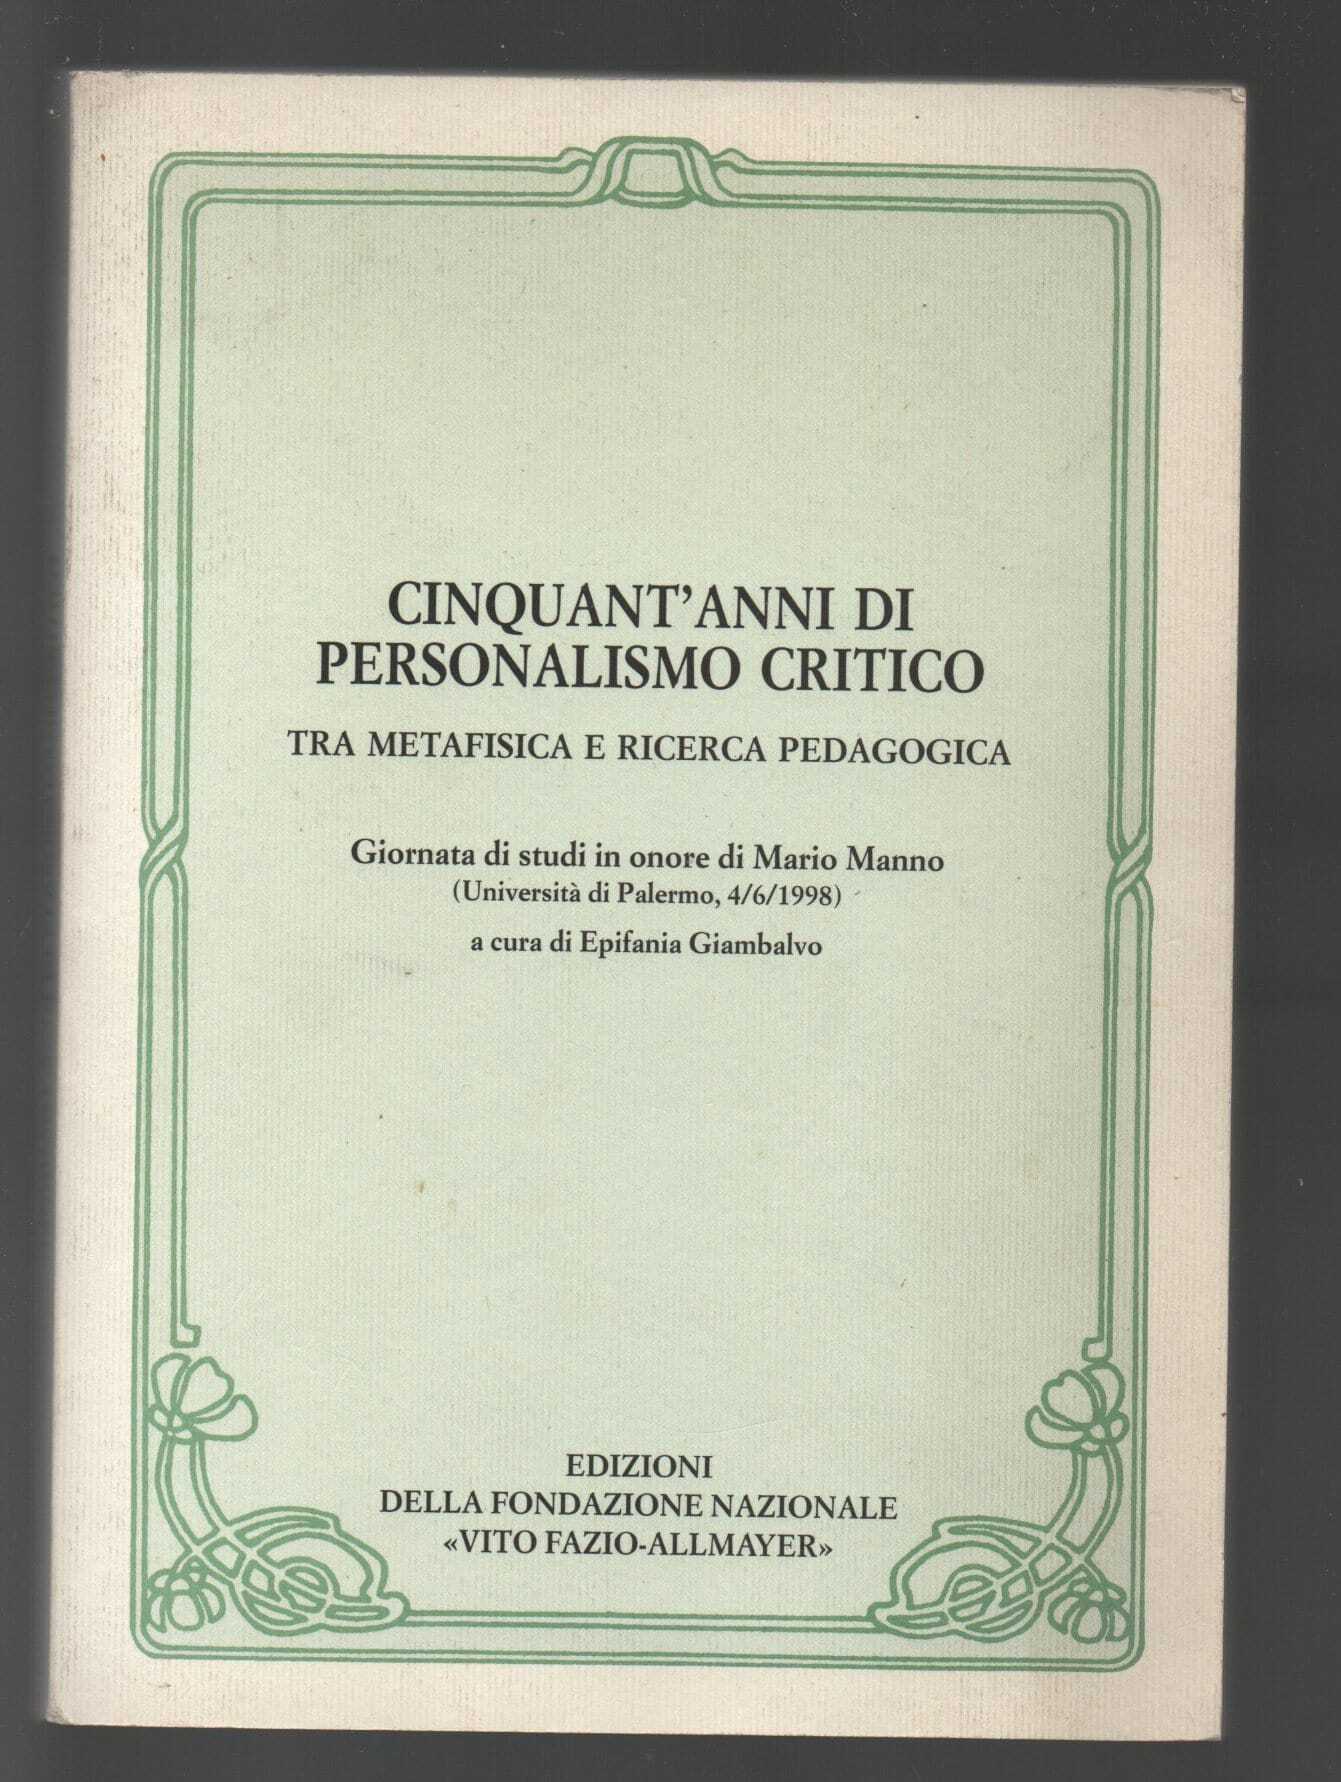 CINQUANT’ANNI DI
PERSONALISMO CRITICO
TRA METAFISICA E RICERCA PEDAGOGICA
Giornata di studi in onore di Mario Manno
(Università di Palermo, 4/6/1998)
a cura di Epifania Giambalvo
EDIZIONI
DELLA FONDAZIONE NAZIONALE
«VITO FAZIO-ALLMAYER»